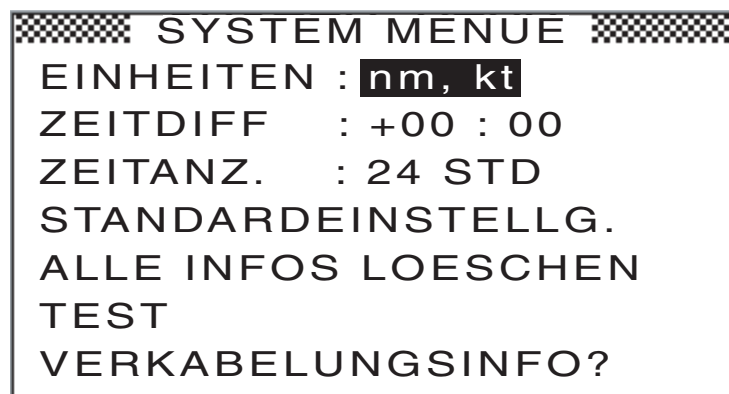 SYSTEM MENUE
EINHEITEN : nm, kt
ZEITDIFF : +00 : 00
ZEITANZ. : 24 STD
STANDARDEINSTELLG.
ALLE INFOS LOESCHEN
TEST
VERKABELUNGSINFO?